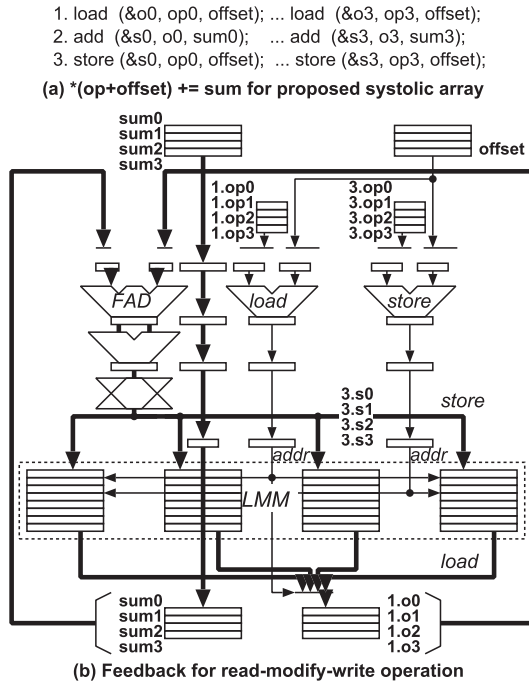 1. load (&o0, op0, offset); ... load (&o3, op3, offset);
2. add (&s0, o0, sum0); ... add (&s3, o3, sum3);
3. store (&s0, op0, offset); ... store (&s3, op3, offset);
(a) *(op+offset) += sum for proposed systolic array
sum0
sum1
sum2
sum3
offset
1.op0
1.op1
1.op2
1.op3
3.op0
3.op1
3.op2
3.op3
FAD
load
store
3.s0
3.s1
3.s2
3.s3
store
addr
addr
LMM
load
sum0
sum1
sum2
sum3
1.o0
1.o1
1.o2
1.o3
(b) Feedback for read-modify-write operation